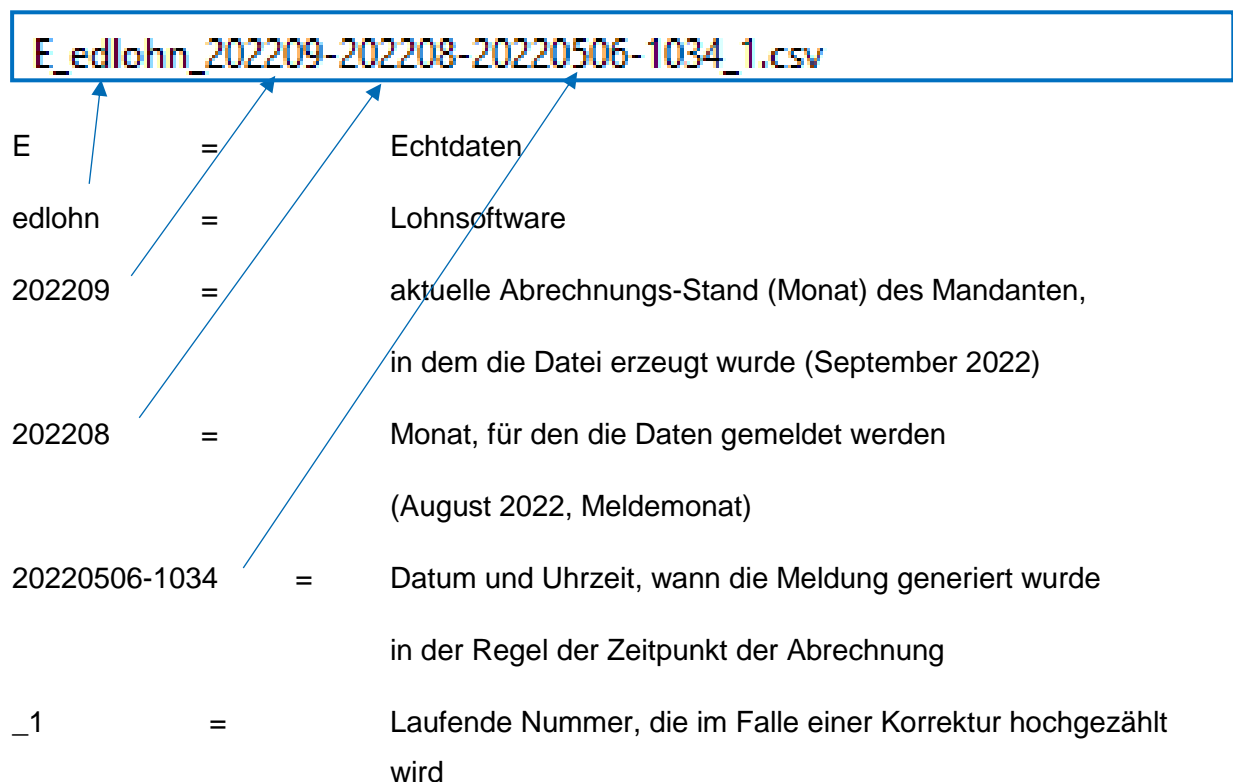 E_edlohn_202209-202208-20220506-1034_1.csv
E = Echtdaten
edlohn = Lohnsoftware
202209 = aktuelle Abrechnungs-Stand (Monat) des Mandanten,
in dem die Datei erzeugt wurde (September 2022)
202208 = Monat, für den die Daten gemeldet werden
(August 2022, Meldemonat)
20220506-1034 = Datum und Uhrzeit, wann die Meldung generiert wurde
in der Regel der Zeitpunkt der Abrechnung
_1 = Laufende Nummer, die im Falle einer Korrektur hochgezählt
wird